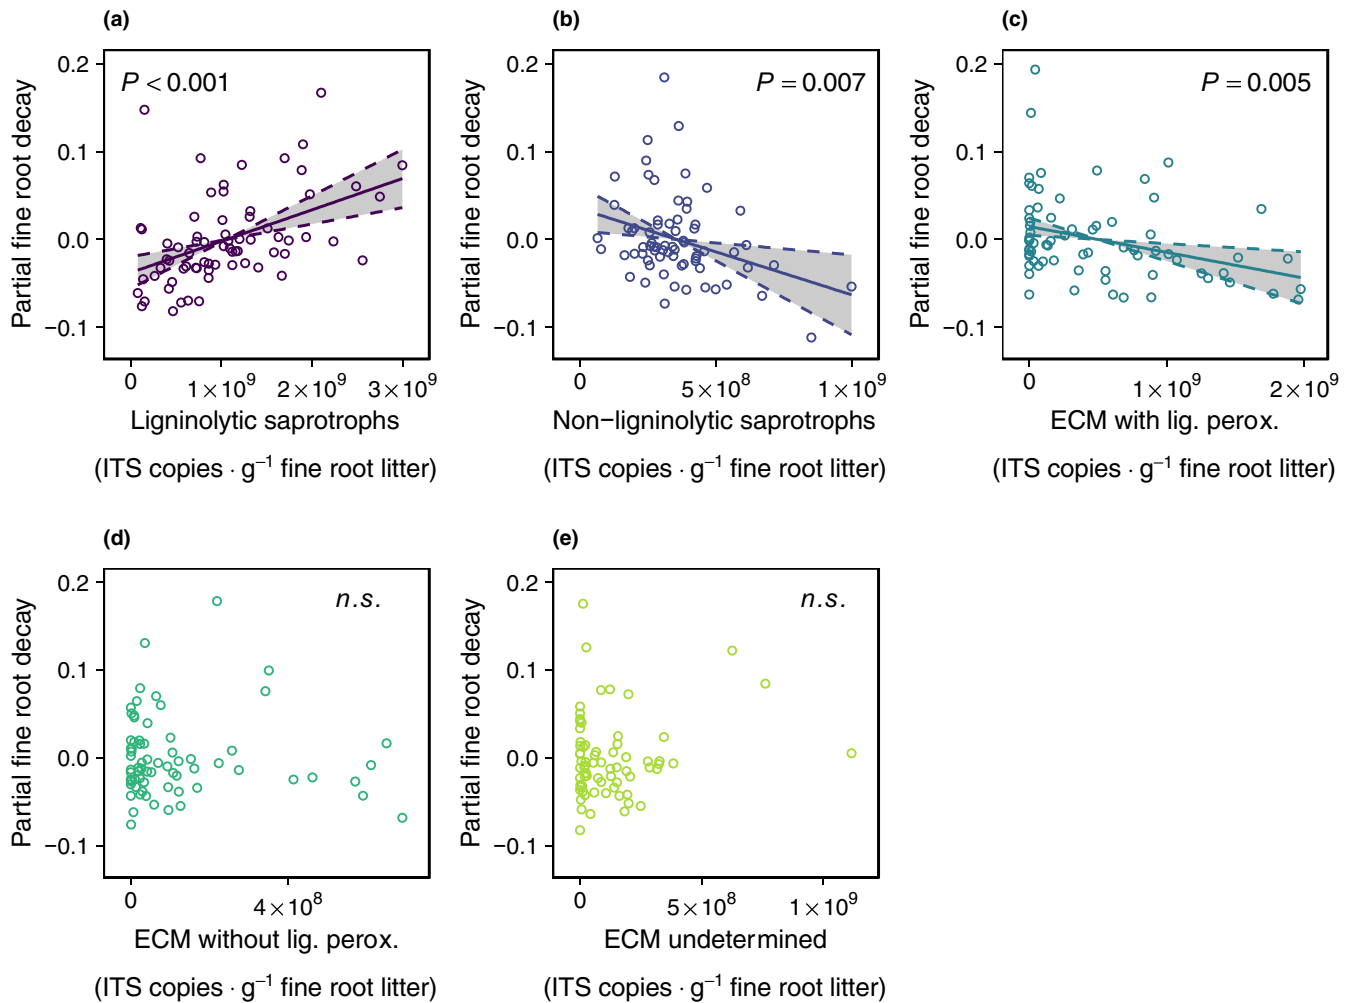 (a)
P < 0.001
0.2
0.1
0.0
−0.1
Partial fine root decay
0 1×10⁹ 2×10⁹ 3×10⁹
Ligninolytic saprotrophs
(ITS copies · g⁻¹ fine root litter)
(b)
P = 0.007
0.2
0.1
0.0
−0.1
Partial fine root decay
0 5×10⁸ 1×10⁹
Non−ligninolytic saprotrophs
(ITS copies · g⁻¹ fine root litter)
(c)
P = 0.005
0.2
0.1
0.0
−0.1
Partial fine root decay
0 1×10⁹ 2×10⁹
ECM with lig. perox.
(ITS copies · g⁻¹ fine root litter)
(d)
n.s.
0.2
0.1
0.0
−0.1
Partial fine root decay
0 4×10⁸
ECM without lig. perox.
(ITS copies · g⁻¹ fine root litter)
(e)
n.s.
0.2
0.1
0.0
−0.1
Partial fine root decay
0 5×10⁸ 1×10⁹
ECM undetermined
(ITS copies · g⁻¹ fine root litter)